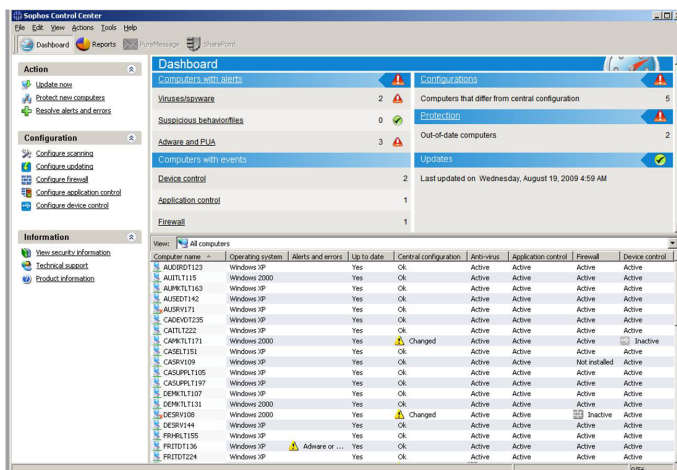 Sophos Control Center
File Edit View Actions Tools Help
Dashboard Reports PureMessage SharePoint
Action
Update now
Protect new computers
Resolve alerts and errors
Configuration
Configure scanning
Configure updating
Configure firewall
Configure application control
Configure device control
Information
View security information
Technical support
Product information
Dashboard
Computers with alerts
Viruses/spyware 2
Suspicious behavior/files 0
Adware and PUA 3
Computers with events
Device control 2
Application control 1
Firewall 1
Configurations
Computers that differ from central configuration 5
Protection
Out-of-date computers 2
Updates
Last updated on Wednesday, August 19, 2009 4:59 AM
View: All computers
Computer name Operating system Alerts and errors Up to date Central configuration Anti-virus Application control Firewall Device control
AUDIRDT123 Windows XP Yes Ok Active Active Active Active
AUITLT115 Windows 2000 Yes Ok Active Active Active Active
AUMKTLT163 Windows XP Yes Ok Active Active Active Active
AUSEDT142 Windows XP Yes Ok Active Active Active Active
AUSRV171 Windows XP Yes Ok Active Active Active Active
CADEVDT235 Windows XP Yes Ok Active Active Active Active
CAITLT222 Windows XP Yes Ok Active Active Active Active
CAMKTLT171 Windows 2000 Yes Changed Active Active Active Inactive
CASELT151 Windows XP Yes Ok Active Active Active Active
CASRV109 Windows XP Yes Ok Active Active Not installed Active
CASUPPLT105 Windows XP Yes Ok Active Active Active Active
CASUPPLT197 Windows XP Yes Ok Active Active Active Active
DEMKTLT107 Windows XP Yes Ok Active Active Active Active
DEMKTLT131 Windows 2000 Yes Ok Active Active Active Active
DESRV108 Windows 2000 Yes Changed Active Active Inactive Active
DESRV144 Windows XP Yes Ok Active Active Active Active
FRHRLT155 Windows XP Yes Ok Active Active Active Active
FRITDT136 Windows XP Adware or ... Yes Ok Active Active Active Active
FRITDT224 Windows XP Yes Ok Active Active Active Active